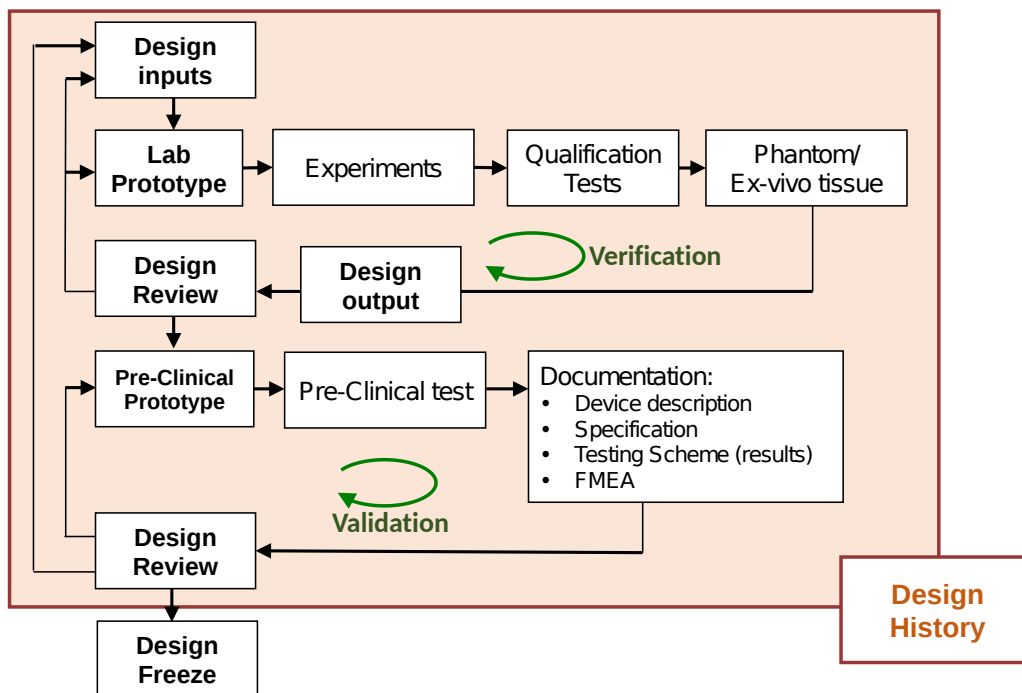 Design
inputs
Lab
Prototype
Experiments
Qualification
Tests
Phantom/
Ex-vivo tissue
Design
Review
Design
output
Verification
Pre-Clinical
Prototype
Pre-Clinical test
Documentation:
• Device description
• Specification
• Testing Scheme (results)
• FMEA
Validation
Design
Review
Design
History
Design
Freeze